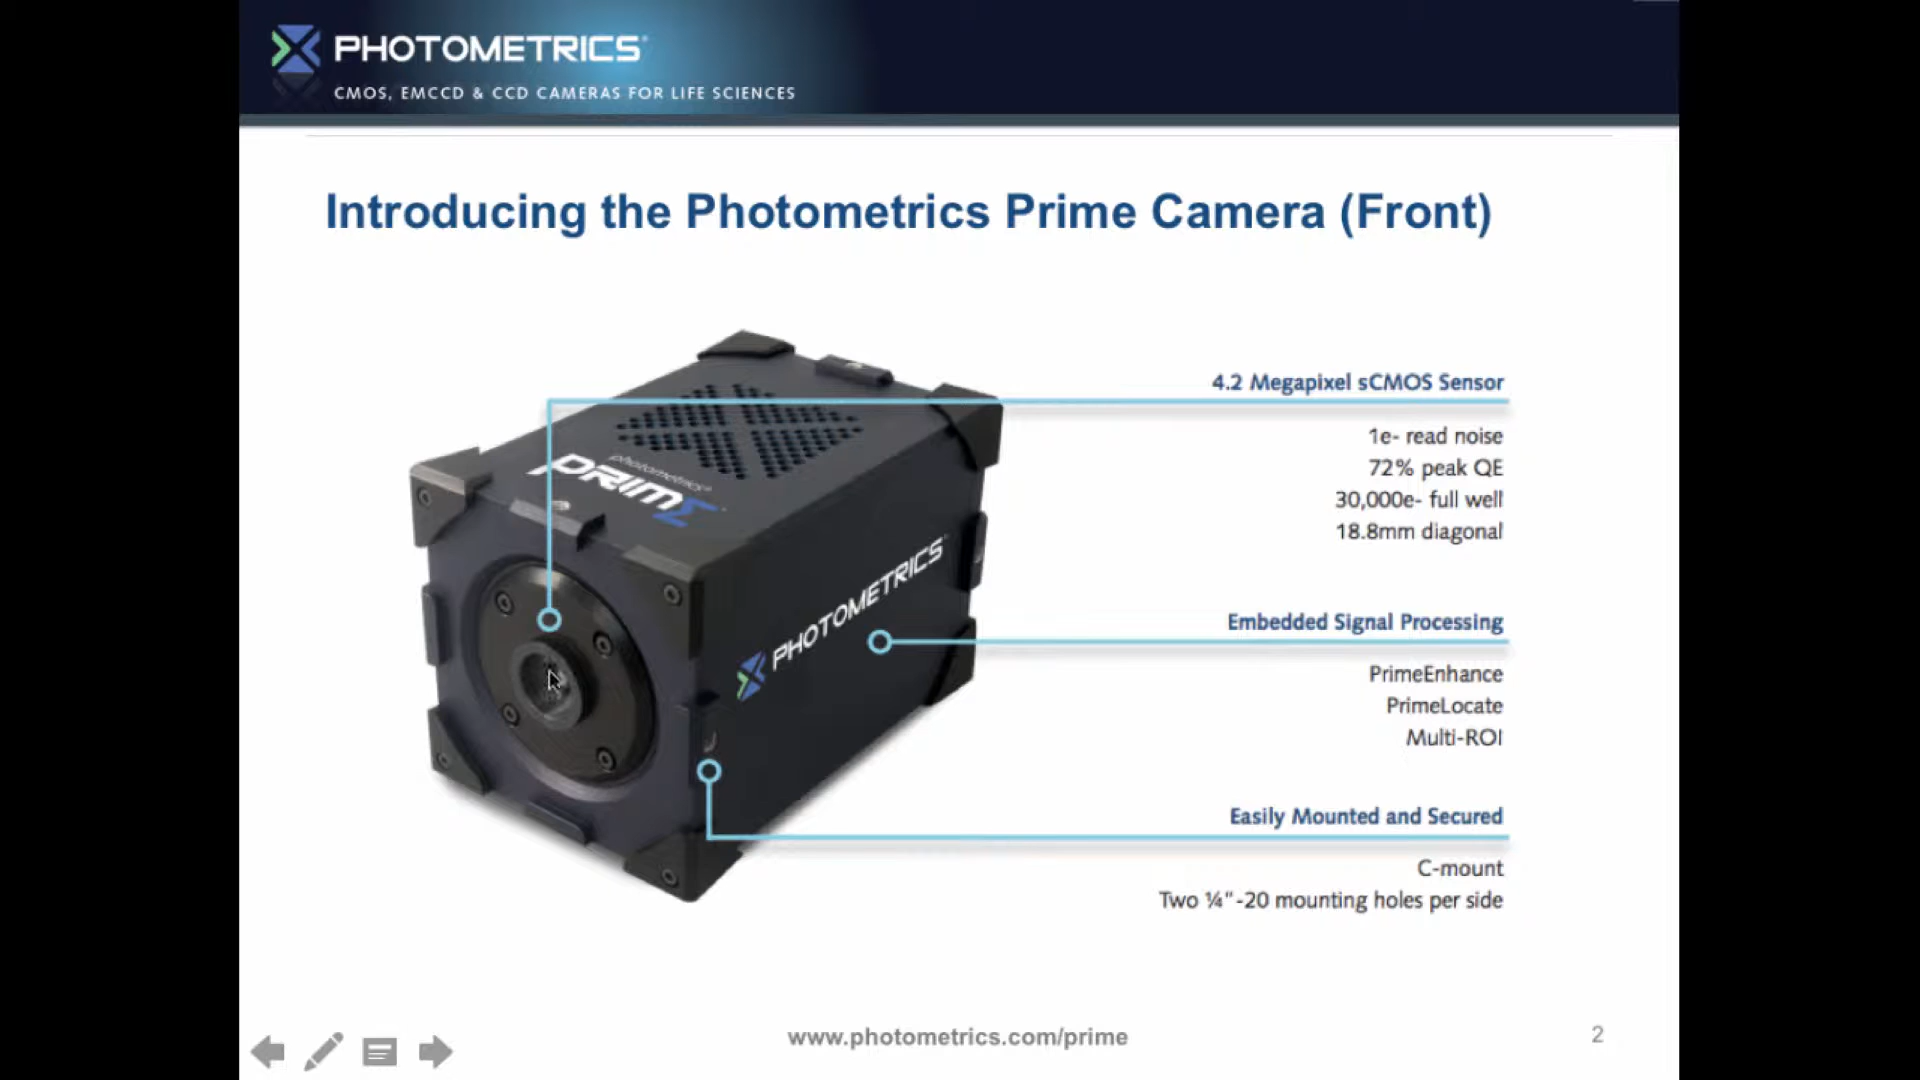 PHOTOMETRICS®
CMOS, EMCCD & CCD CAMERAS FOR LIFE SCIENCES
Introducing the Photometrics Prime Camera (Front)
4.2 Megapixel sCMOS Sensor
1e- read noise
72% peak QE
30,000e- full well
18.8mm diagonal
photometrics®
PRIMΣ
PHOTOMETRICS
Embedded Signal Processing
PrimeEnhance
PrimeLocate
Multi-ROI
Easily Mounted and Secured
C-mount
Two ¼"-20 mounting holes per side
www.photometrics.com/prime
2